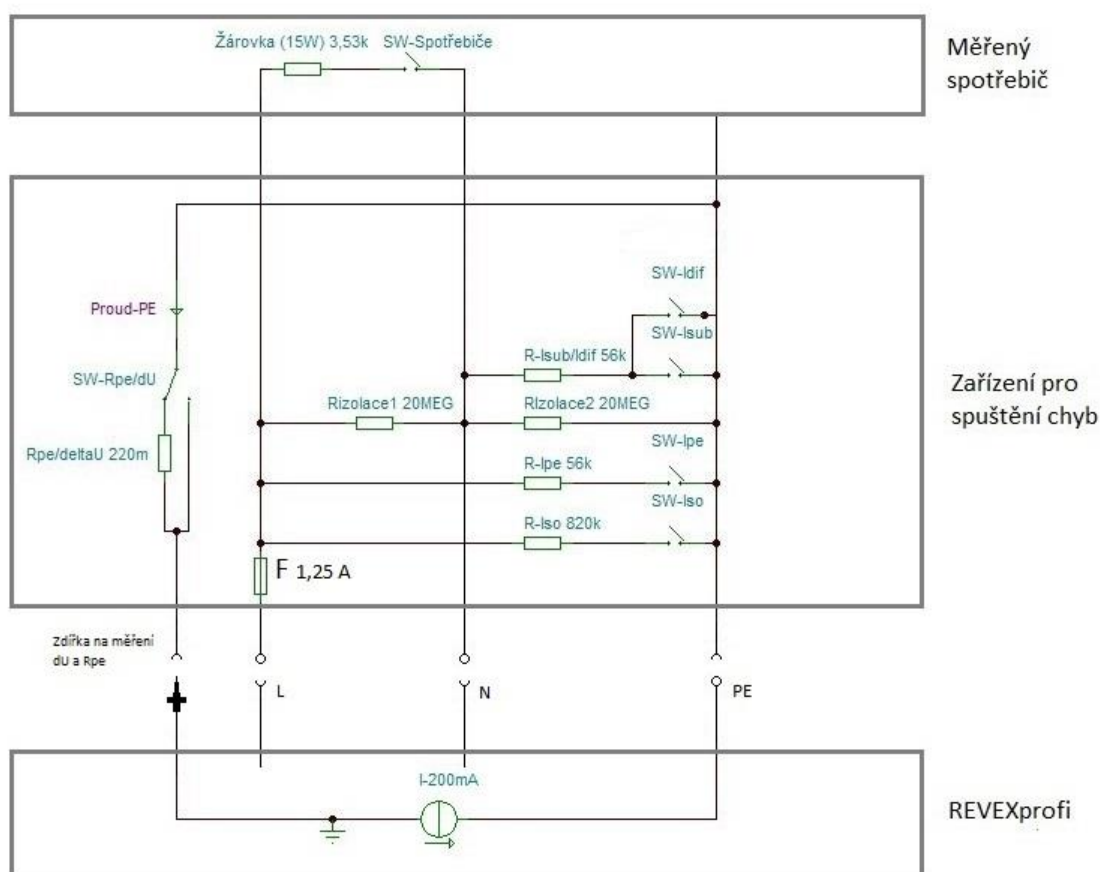 Žárovka (15W) 3,53k SW-Spotřebiče
Měřený
spotřebič
SW-Idif
Proud-PE
SW-Isub
R-Isub/Idif 56k
SW-Rpe/dU
Rizolace1 20MEG
RIzolace2 20MEG
Zařízení pro
spuštění chyb
SW-Ipe
Rpe/deltaU 220m
R-Ipe 56k
SW-Iso
R-Iso 820k
F 1,25 A
Zdířka na měření
dU a Rpe
L
N
PE
I-200mA
REVEXprofi